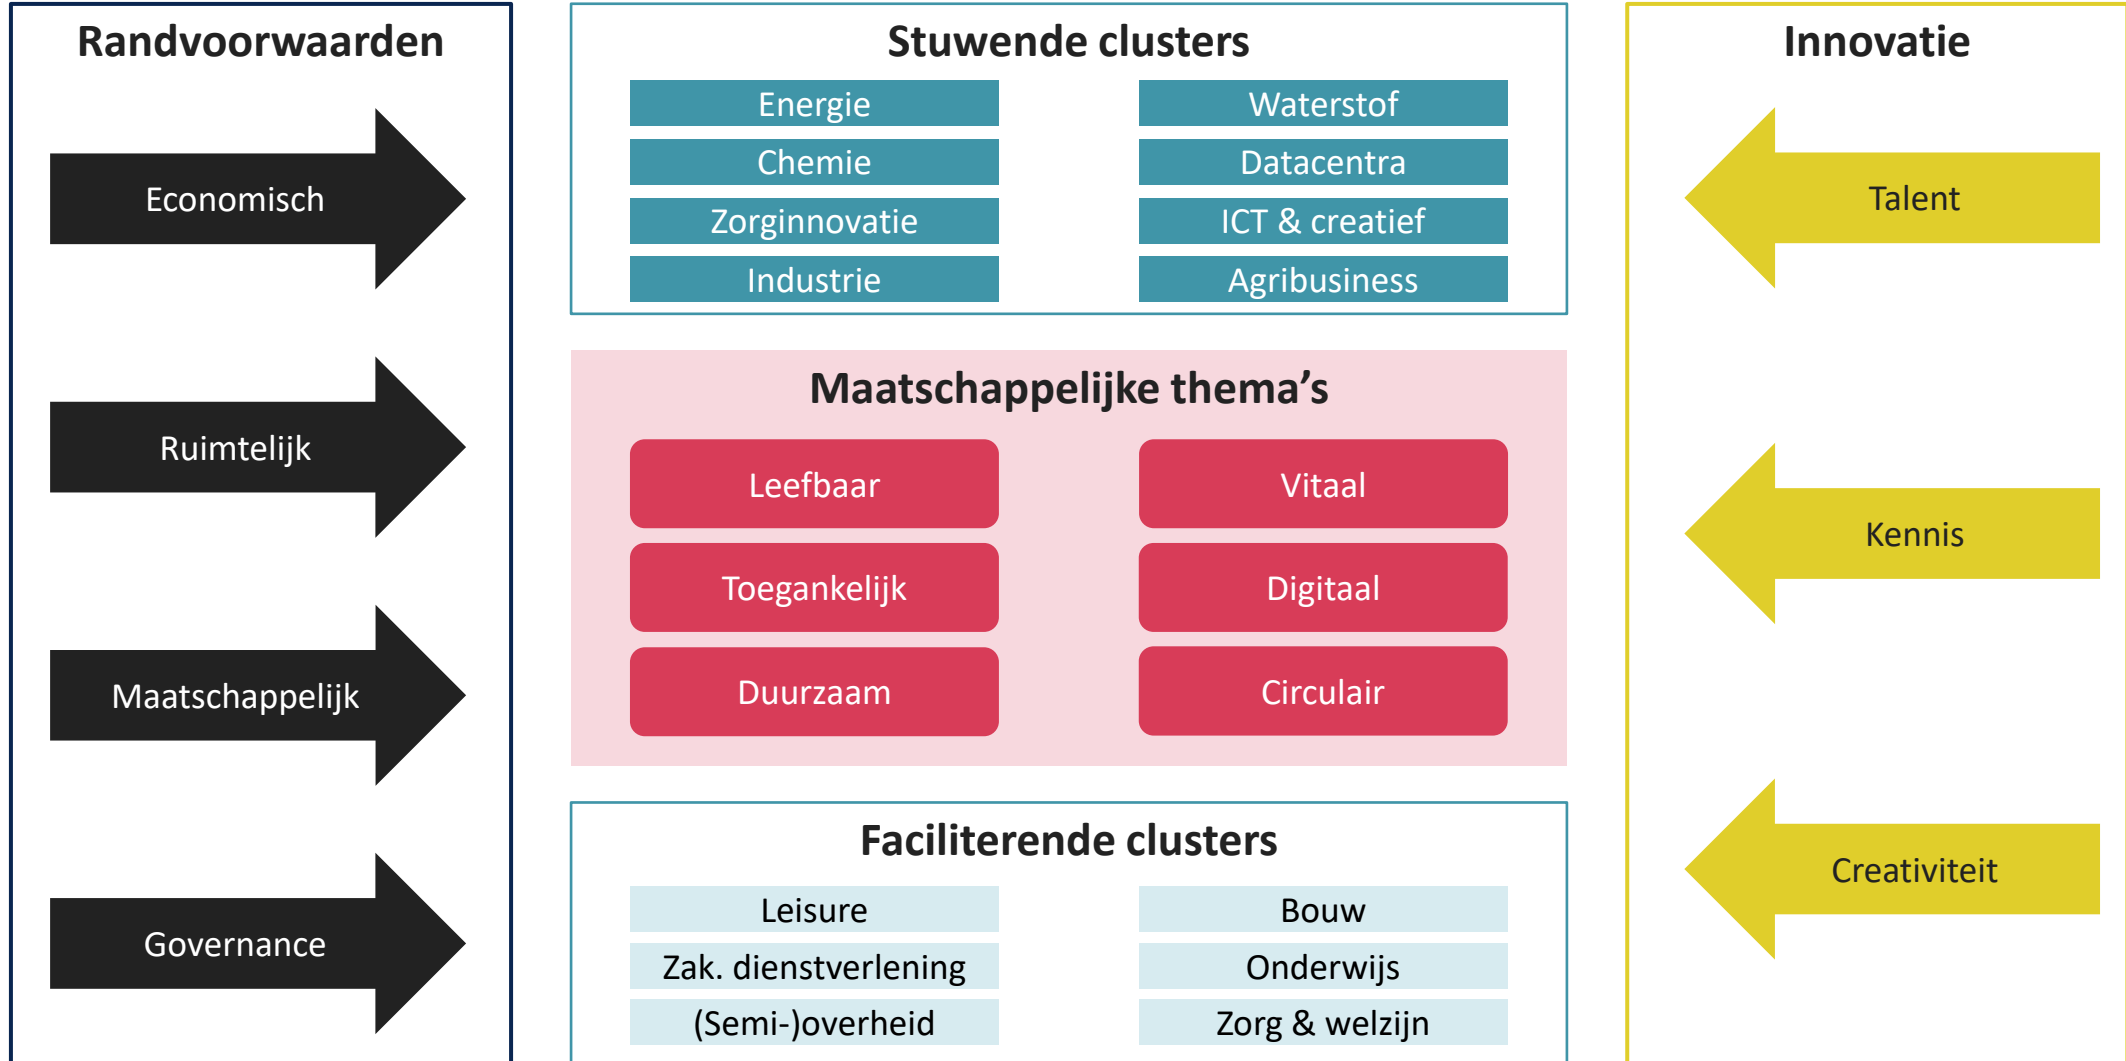 Randvoorwaarden
Economisch
Ruimtelijk
Maatschappelijk
Governance
Stuwende clusters
Energie
Waterstof
Chemie
Datacentra
Zorginnovatie
ICT & creatief
Industrie
Agribusiness
Maatschappelijke thema’s
Leefbaar
Vitaal
Toegankelijk
Digitaal
Duurzaam
Circulair
Faciliterende clusters
Leisure
Bouw
Zak. dienstverlening
Onderwijs
(Semi-)overheid
Zorg & welzijn
Innovatie
Talent
Kennis
Creativiteit